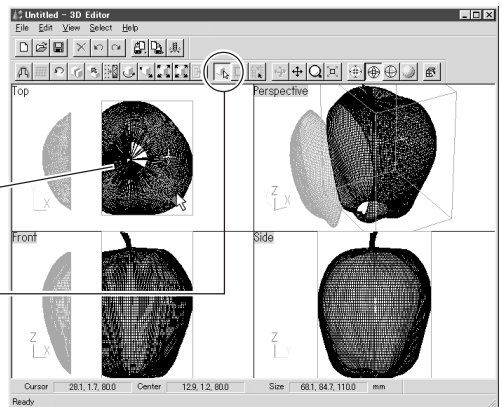 Untitled - 3D Editor
File Edit View Select Help
Top
Perspective
Y
X
Z
X
Front
Side
Z
X
Z
Y
Cursor 28.1, 1.7, 80.0 Center 12.9, 1.2, 80.0 Size 68.1, 84.7, 110.0 mm
Ready